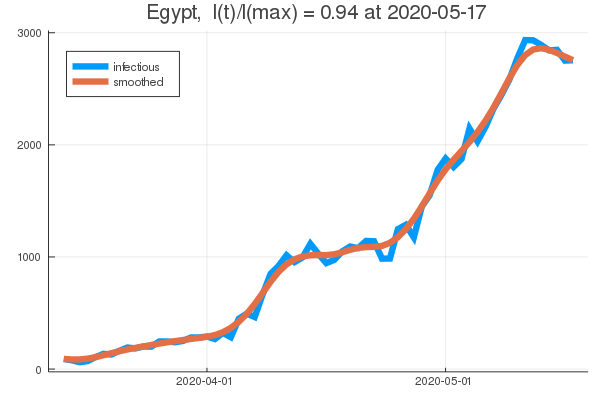 Egypt,  I(t)/I(max) = 0.94 at 2020-05-17
3000
infectious
smoothed
2000
1000
0
2020-04-01
2020-05-01